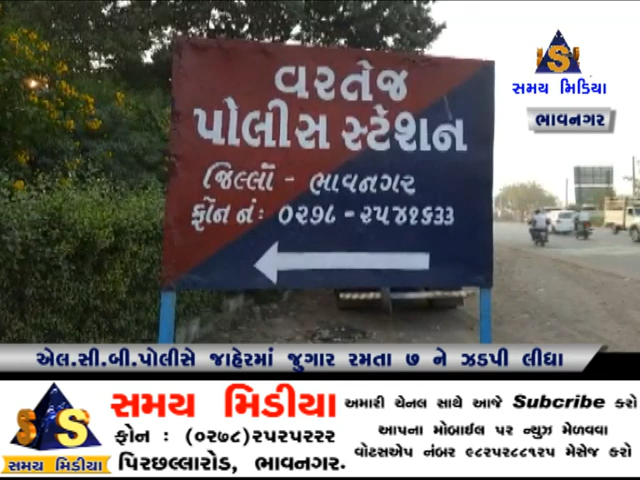 વરતેજ
પોલીસ સ્ટેશન
જિલ્લો - ભાવનગર
ફોન નં: ૦૨૭૮ - ૨૫૪૧૬૩૩
S
સમય મિડિયા
ભાવનગર
એલ.સી.બી.પોલીસે જાહેરમાં જુગાર રમતા ૭ ને ઝડપી લીધા
S S
સમય મિડીયા
સમય મિડીયા
ફોન : (૦૨૭૮)૨૫૨૫૨૨૨
પિરછલ્લારોડ, ભાવનગર.
અમારી ચેનલ સાથે આજે Subcribe કરો
આપના મોબાઈલ પર ન્યુઝ મેળવવા
વોટસએપ નંબર ૯૮૨૫૨૮૮૧૨૫ મેસેજ કરો